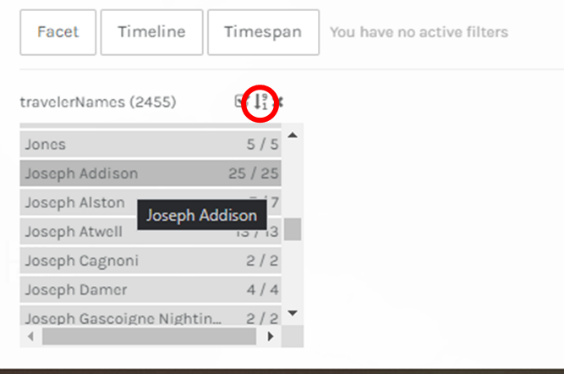 Facet Timeline Timespan You have no active filters
travelerNames (2455)
Jones 5 / 5
Joseph Addison 25 / 25
Joseph Alston / 7
Joseph Addison
Joseph Atwell 13 / 13
Joseph Cagnoni 2 / 2
Joseph Damer 4 / 4
Joseph Gascoigne Nightin... 2 / 2